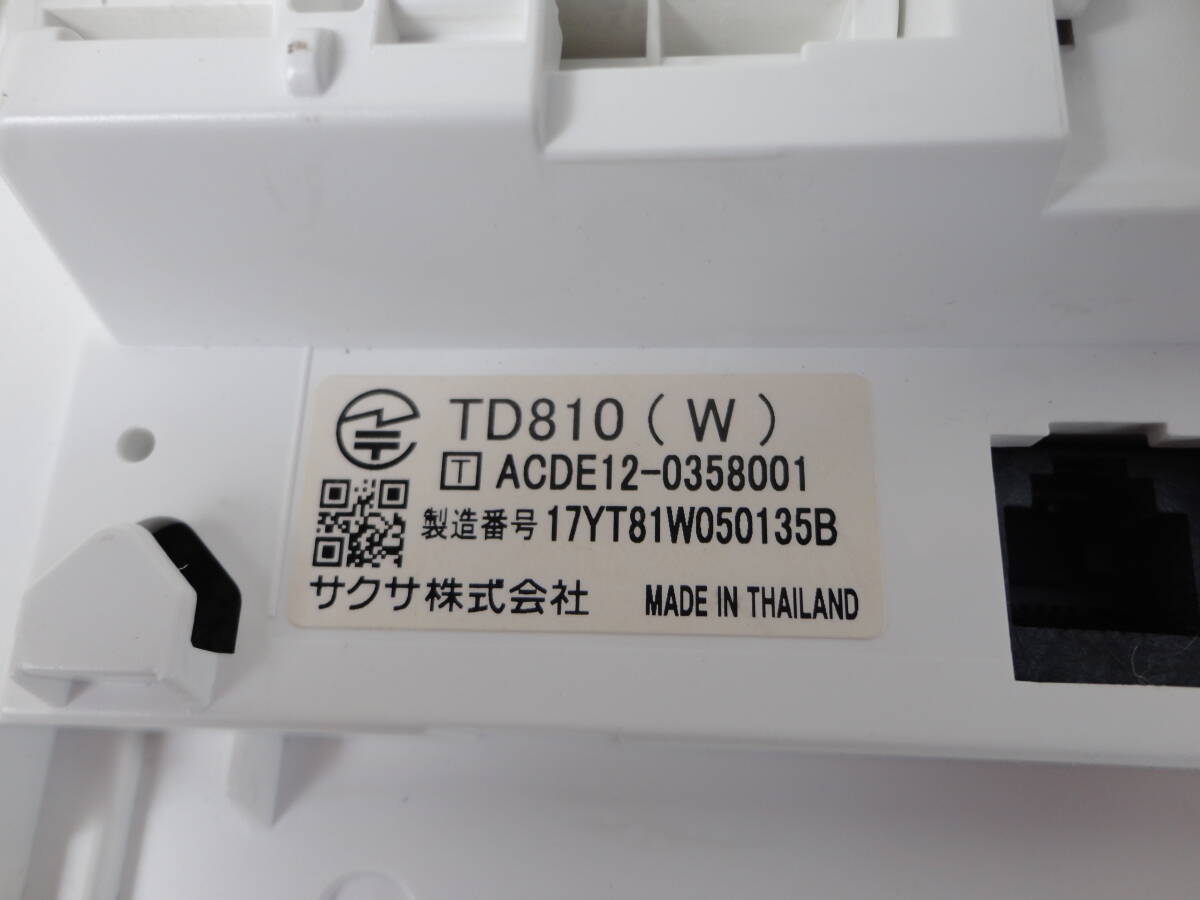 TD810(W)
T ACDE12-0358001
製造番号 17YT81W050135B
サクサ株式会社 MADE IN THAILAND